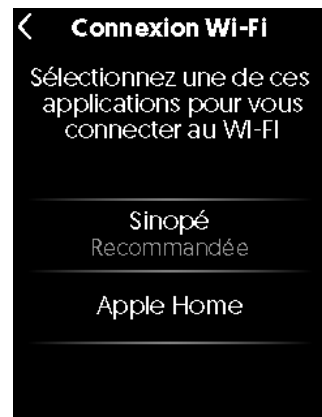 Connexion Wi-Fi
Sélectionnez une de ces
applications pour vous
connecter au WI-FI
Sinopé
Recommandée
Apple Home